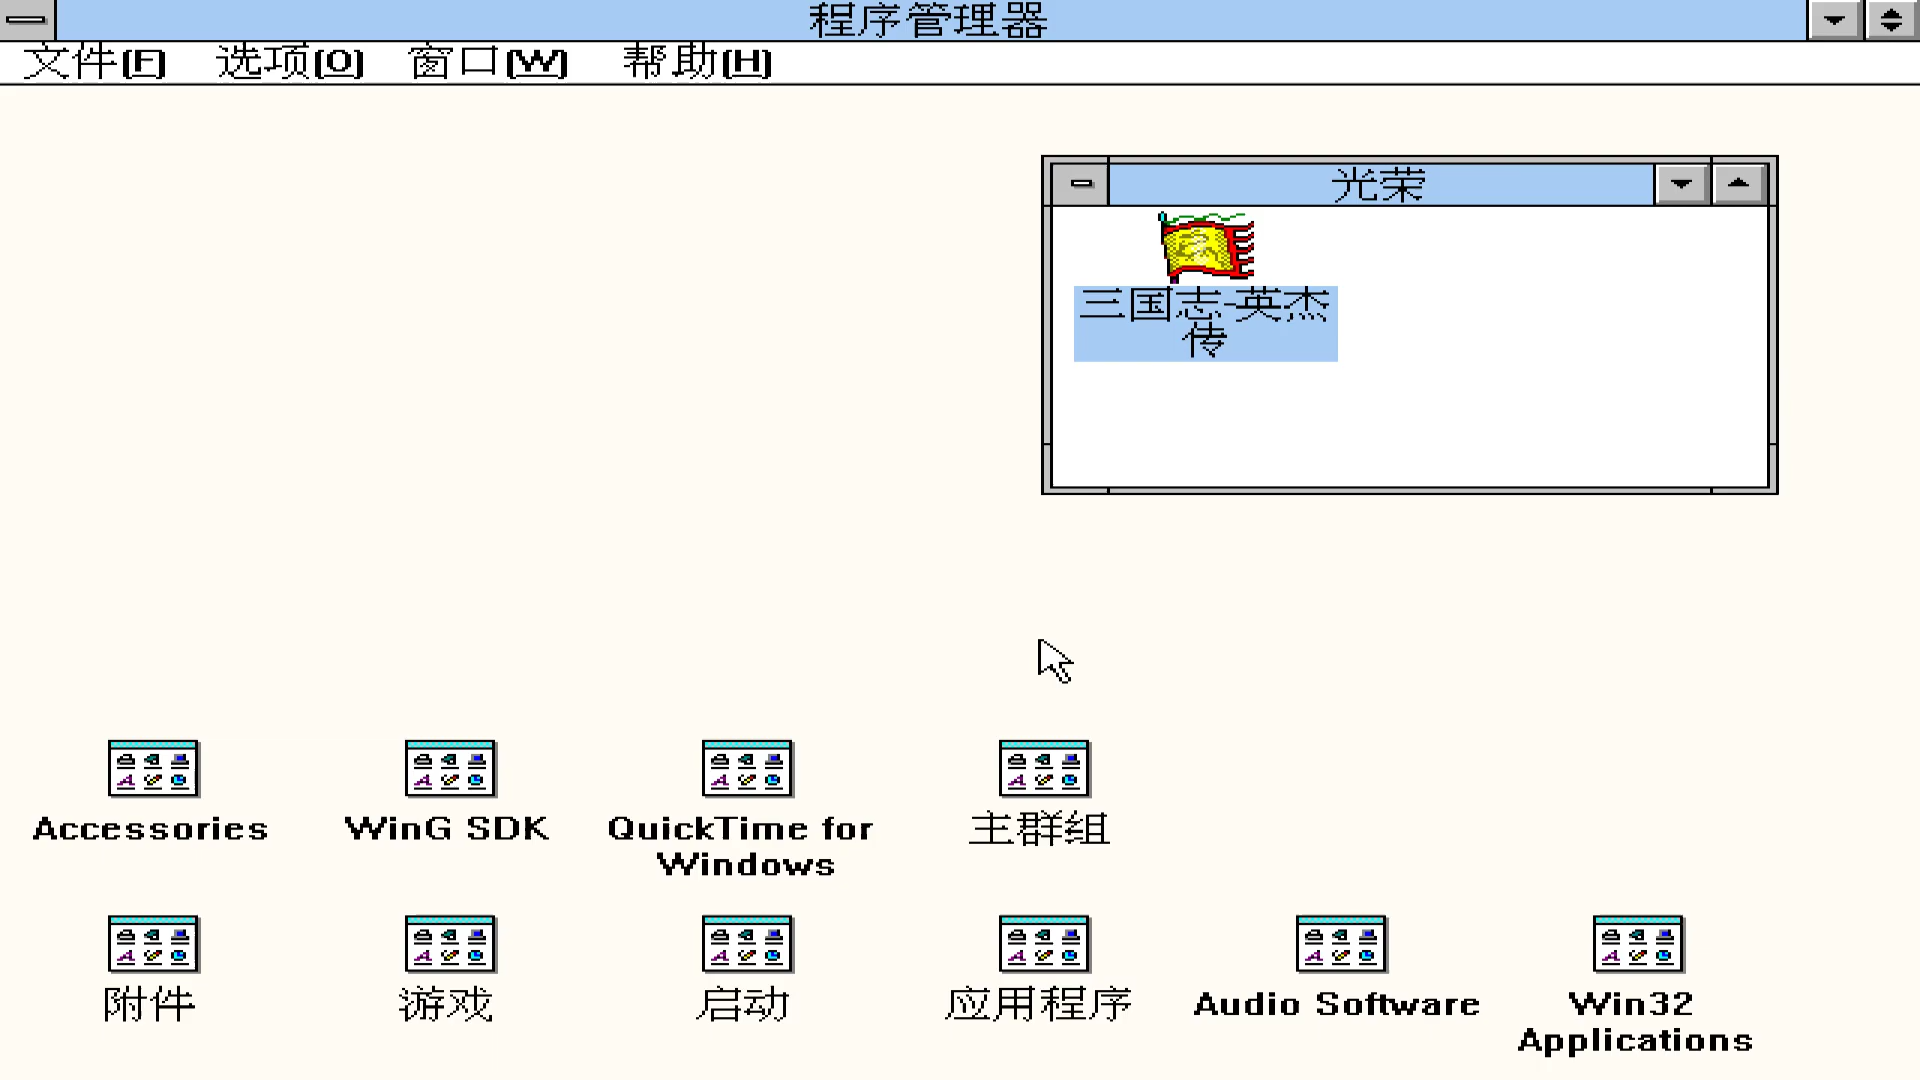 程序管理器
文件(F) 选项(O) 窗口(W) 帮助(H)
光荣
三国志-英杰
传
Accessories
WinG SDK
QuickTime for
Windows
主群组
附件
游戏
启动
应用程序
Audio Software
Win32
Applications